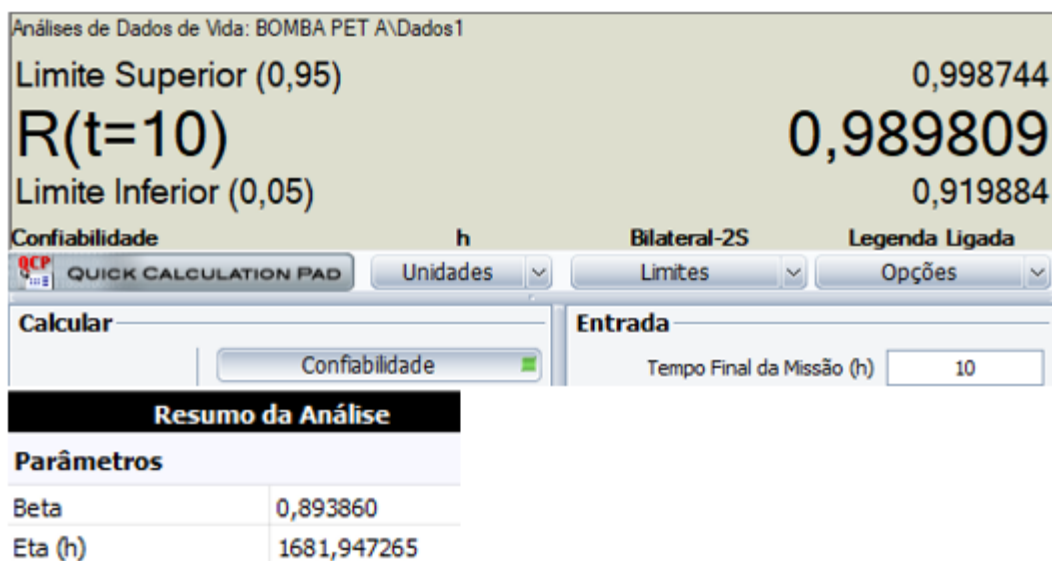 Análises de Dados de Vida: BOMBA PET A\Dados1
Limite Superior (0,95) 0,998744
R(t=10) 0,989809
Limite Inferior (0,05) 0,919884
Confiabilidade h Bilateral-2S Legenda Ligada
QCP QUICK CALCULATION PAD Unidades Limites Opções
Calcular Entrada
Confiabilidade Tempo Final da Missão (h) 10
Resumo da Análise
Parâmetros
Beta 0,893860
Eta (h) 1681,947265